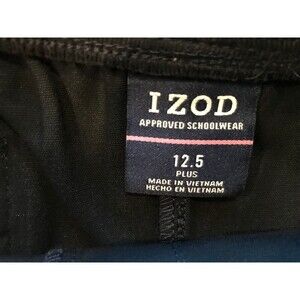 IZOD
APPROVED SCHOOLWEAR
12.5
PLUS
MADE IN VIETNAM
HECHO EN VIETNAM